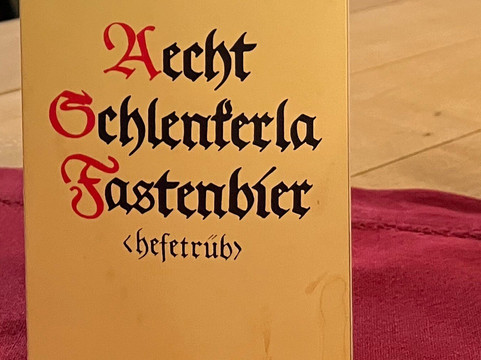 Aecht
Schlenkerla
Fastenbier
<hefetrüb>